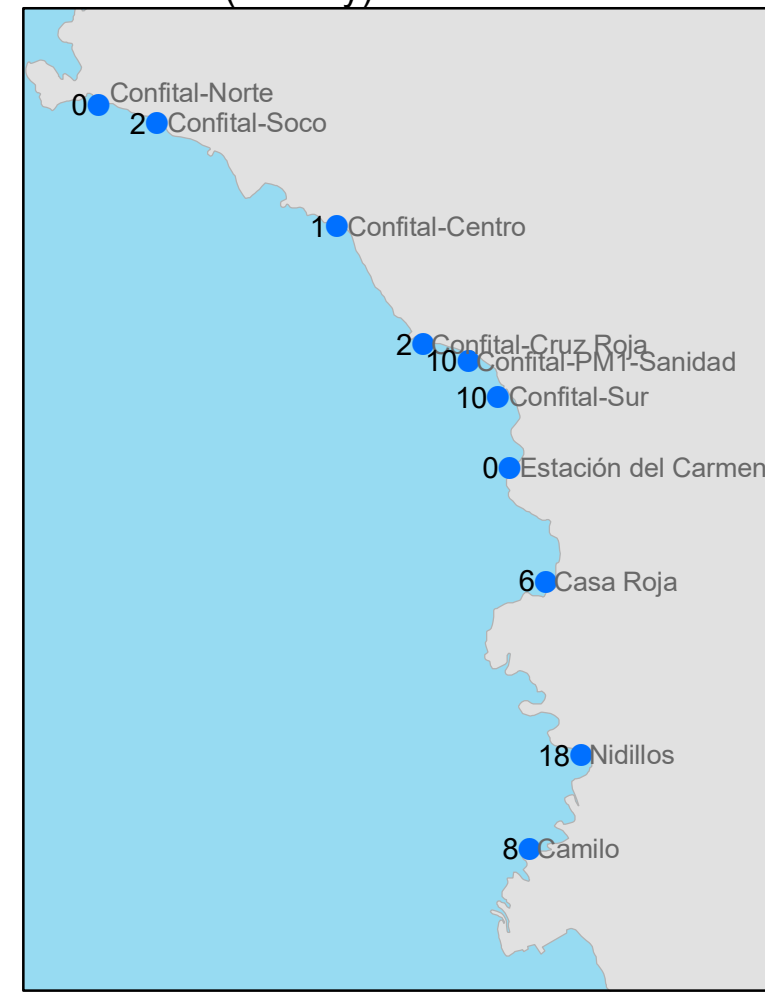 0 Confital-Norte
2 Confital-Soco
1 Confital-Centro
2 Confital-Cruz Roja
10 Confital-PM1-Sanidad
10 Confital-Sur
0 Estación del Carmen
6 Casa Roja
18 Nidillos
8 Camilo